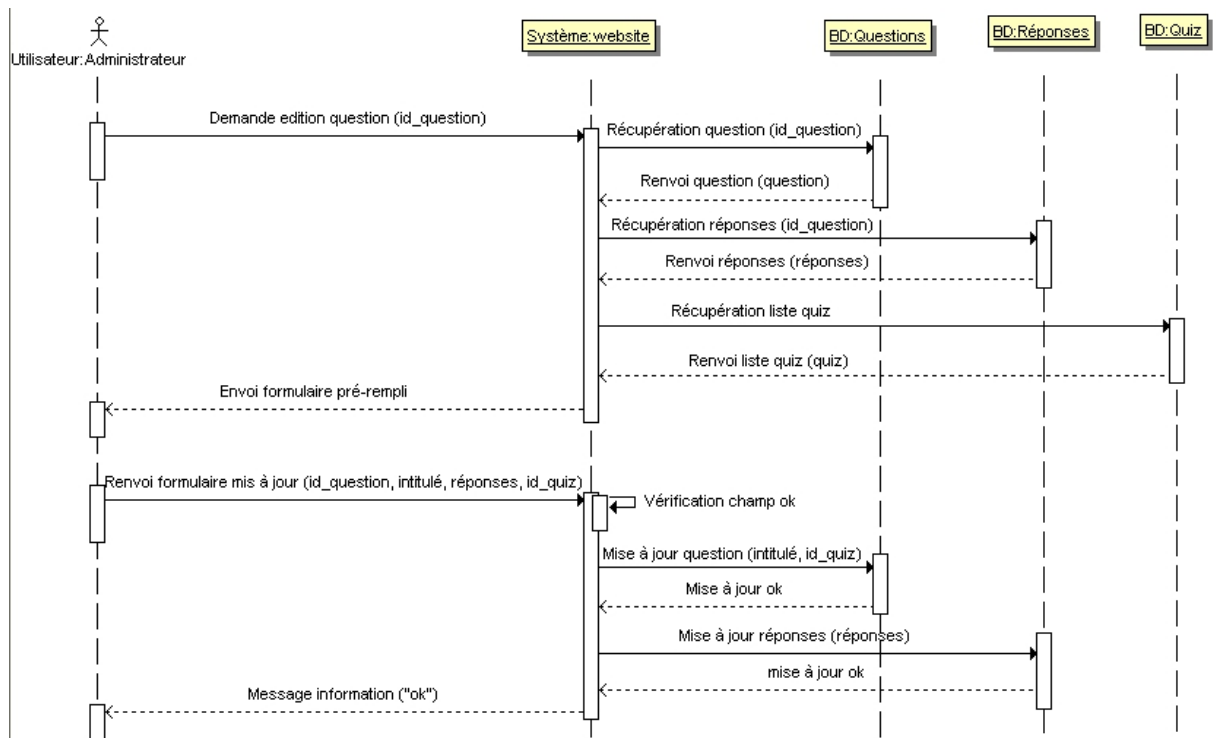 Utilisateur:Administrateur
Système:website
BD:Questions
BD:Réponses
BD:Quiz
Demande edition question (id_question)
Récupération question (id_question)
Renvoi question (question)
Récupération réponses (id_question)
Renvoi réponses (réponses)
Récupération liste quiz
Renvoi liste quiz (quiz)
Envoi formulaire pré-rempli
Renvoi formulaire mis à jour (id_question, intitulé, réponses, id_quiz)
Vérification champ ok
Mise à jour question (intitulé, id_quiz)
Mise à jour ok
Mise à jour réponses (réponses)
mise à jour ok
Message information ("ok")